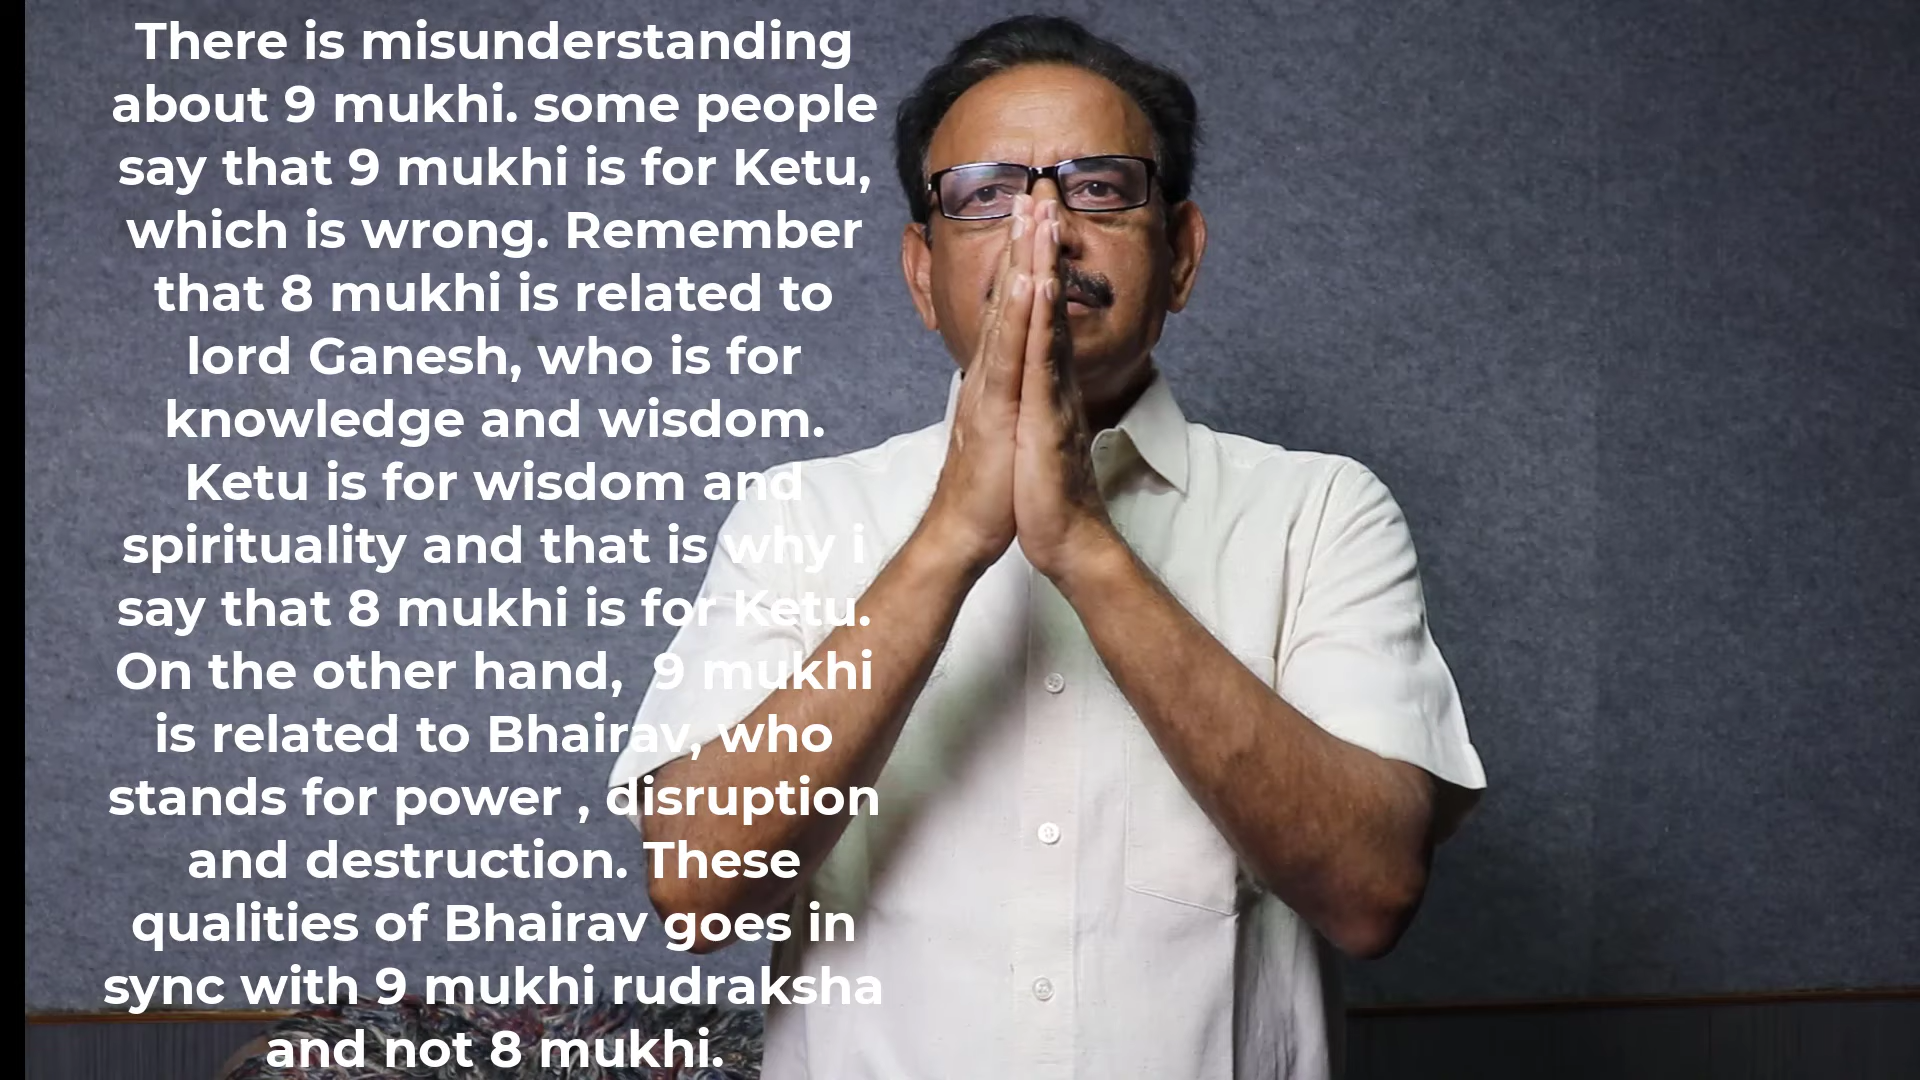 There is misunderstanding
about 9 mukhi. some people
say that 9 mukhi is for Ketu,
which is wrong. Remember
that 8 mukhi is related to
lord Ganesh, who is for
knowledge and wisdom.
Ketu is for wisdom and
spirituality and that is why i
say that 8 mukhi is for Ketu.
On the other hand,  9 mukhi
is related to Bhairav, who
stands for power , disruption
and destruction. These
qualities of Bhairav goes in
sync with 9 mukhi rudraksha
and not 8 mukhi.